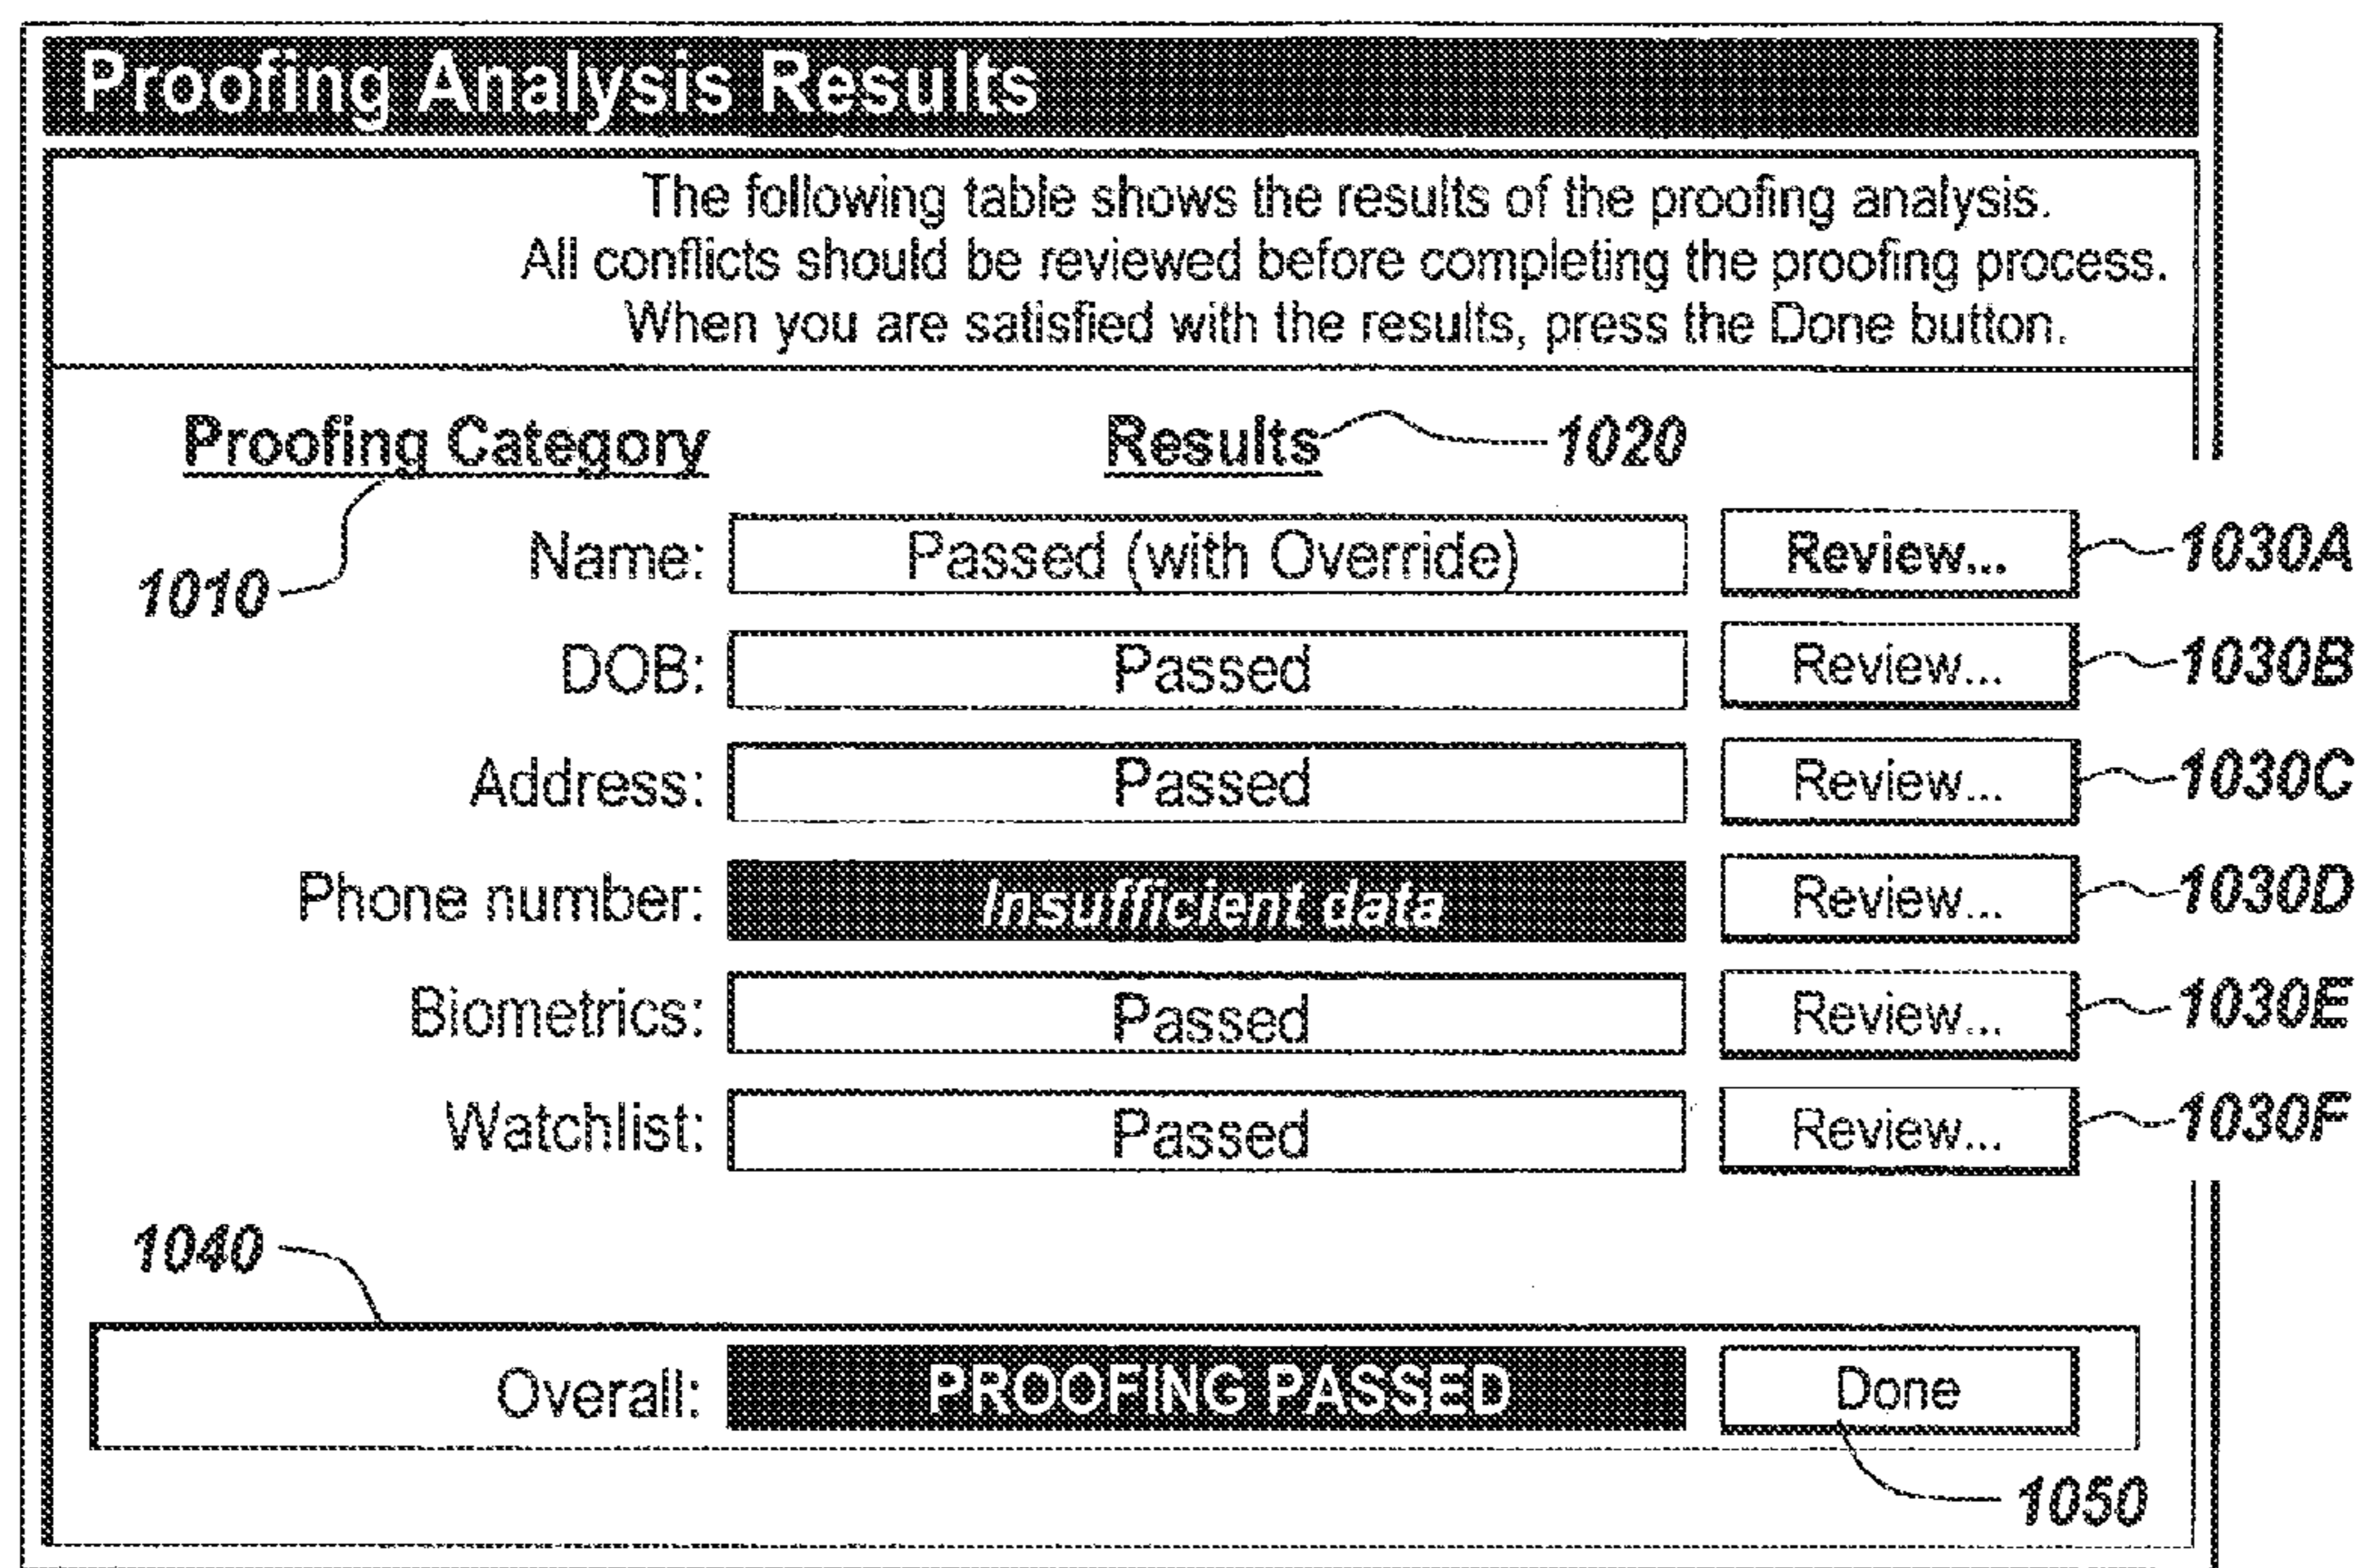 Proofing Analysis Results
The following table shows the results of the proofing analysis.
All conflicts should be reviewed before completing the proofing process.
When you are satisfied with the results, press the Done button.
Proofing Category Results 1020
1010
Name: Passed (with Override) Review... 1030A
DOB: Passed Review... 1030B
Address: Passed Review... 1030C
Phone number: Insufficient data Review... 1030D
Biometrics: Passed Review... 1030E
Watchlist: Passed Review... 1030F
1040
Overall: PROOFING PASSED Done
1050